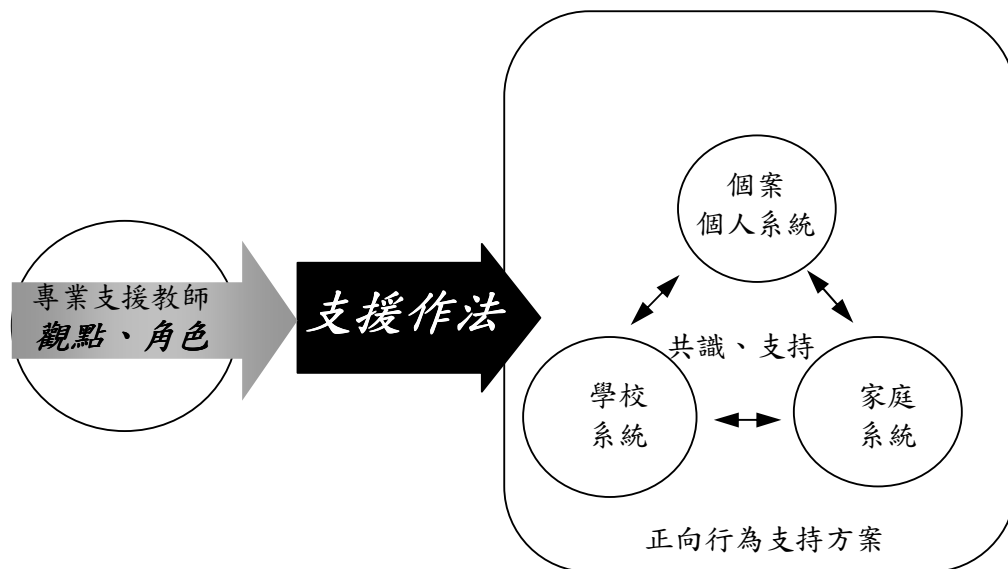 專業支援教師
觀點、角色
支援作法
個案
個人系統
共識、支持
學校
系統
家庭
系統
正向行為支持方案